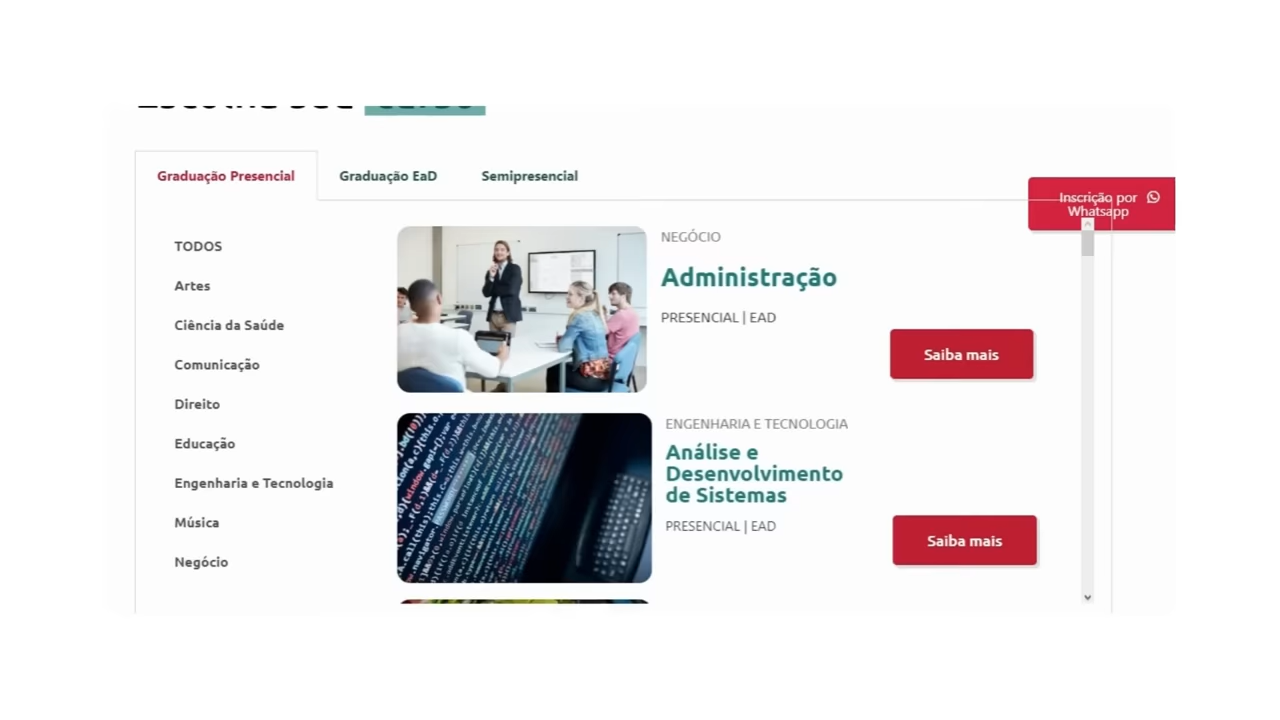 Graduação Presencial
Graduação EaD
Semipresencial
Inscrição por
Whatsapp
TODOS
Artes
Ciência da Saúde
Comunicação
Direito
Educação
Engenharia e Tecnologia
Música
Negócio
NEGÓCIO
Administração
PRESENCIAL | EAD
Saiba mais
ENGENHARIA E TECNOLOGIA
Análise e
Desenvolvimento
de Sistemas
PRESENCIAL | EAD
Saiba mais